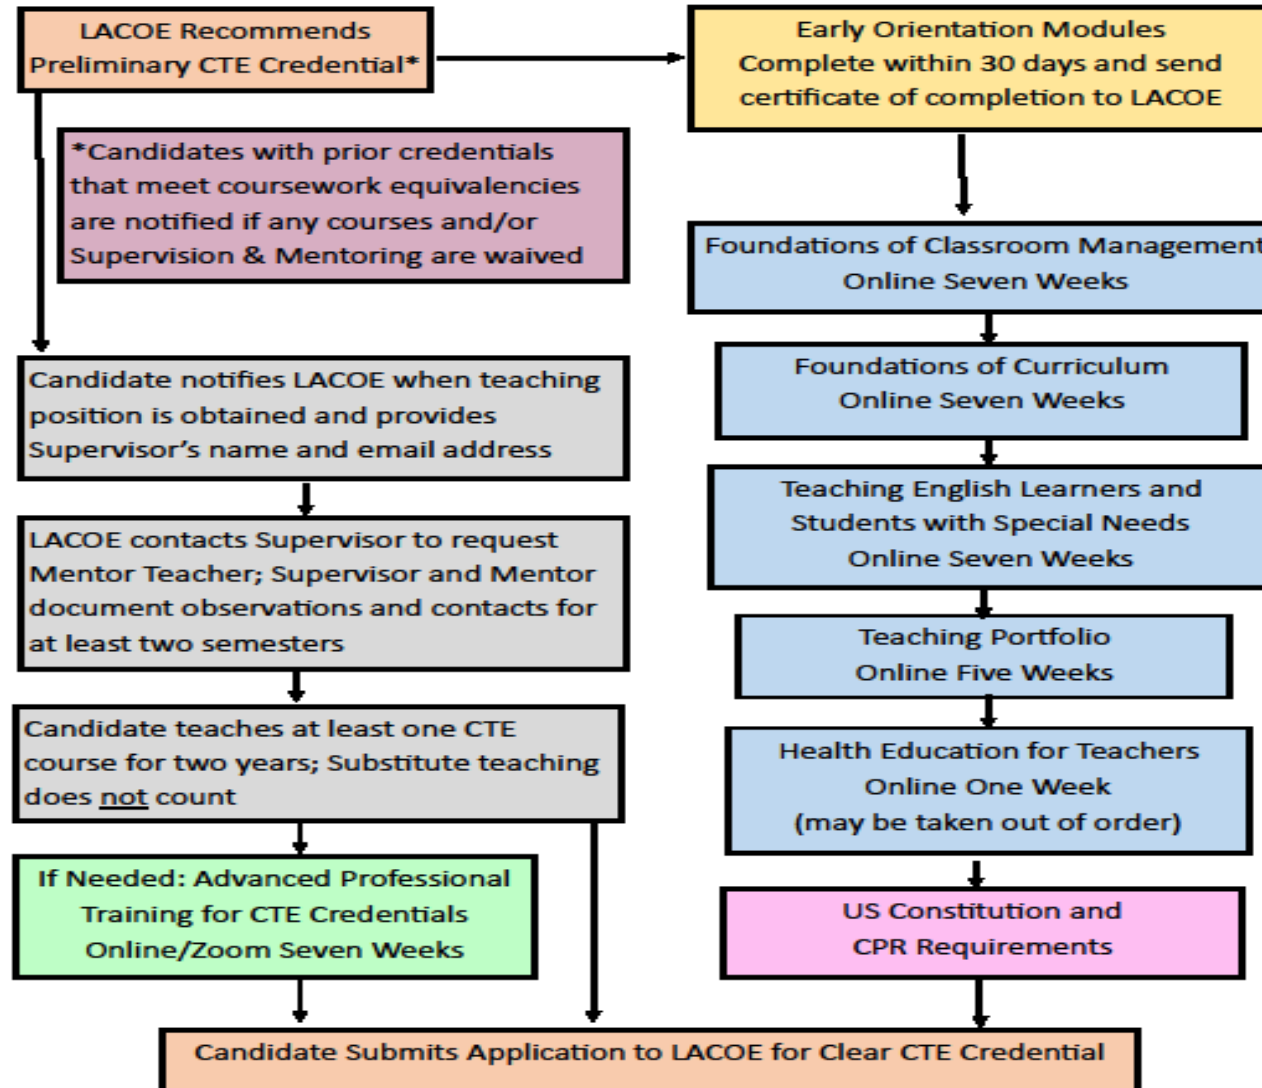 LACOE Recommends
Preliminary CTE Credential*
Early Orientation Modules
Complete within 30 days and send
certificate of completion to LACOE
*Candidates with prior credentials
that meet coursework equivalencies
are notified if any courses and/or
Supervision & Mentoring are waived
Foundations of Classroom Management
Online Seven Weeks
Foundations of Curriculum
Online Seven Weeks
Candidate notifies LACOE when teaching
position is obtained and provides
Supervisor’s name and email address
Teaching English Learners and
Students with Special Needs
Online Seven Weeks
LACOE contacts Supervisor to request
Mentor Teacher; Supervisor and Mentor
document observations and contacts for
at least two semesters
Teaching Portfolio
Online Five Weeks
Candidate teaches at least one CTE
course for two years; Substitute teaching
does not count
Health Education for Teachers
Online One Week
(may be taken out of order)
If Needed: Advanced Professional
Training for CTE Credentials
Online/Zoom Seven Weeks
US Constitution and
CPR Requirements
Candidate Submits Application to LACOE for Clear CTE Credential